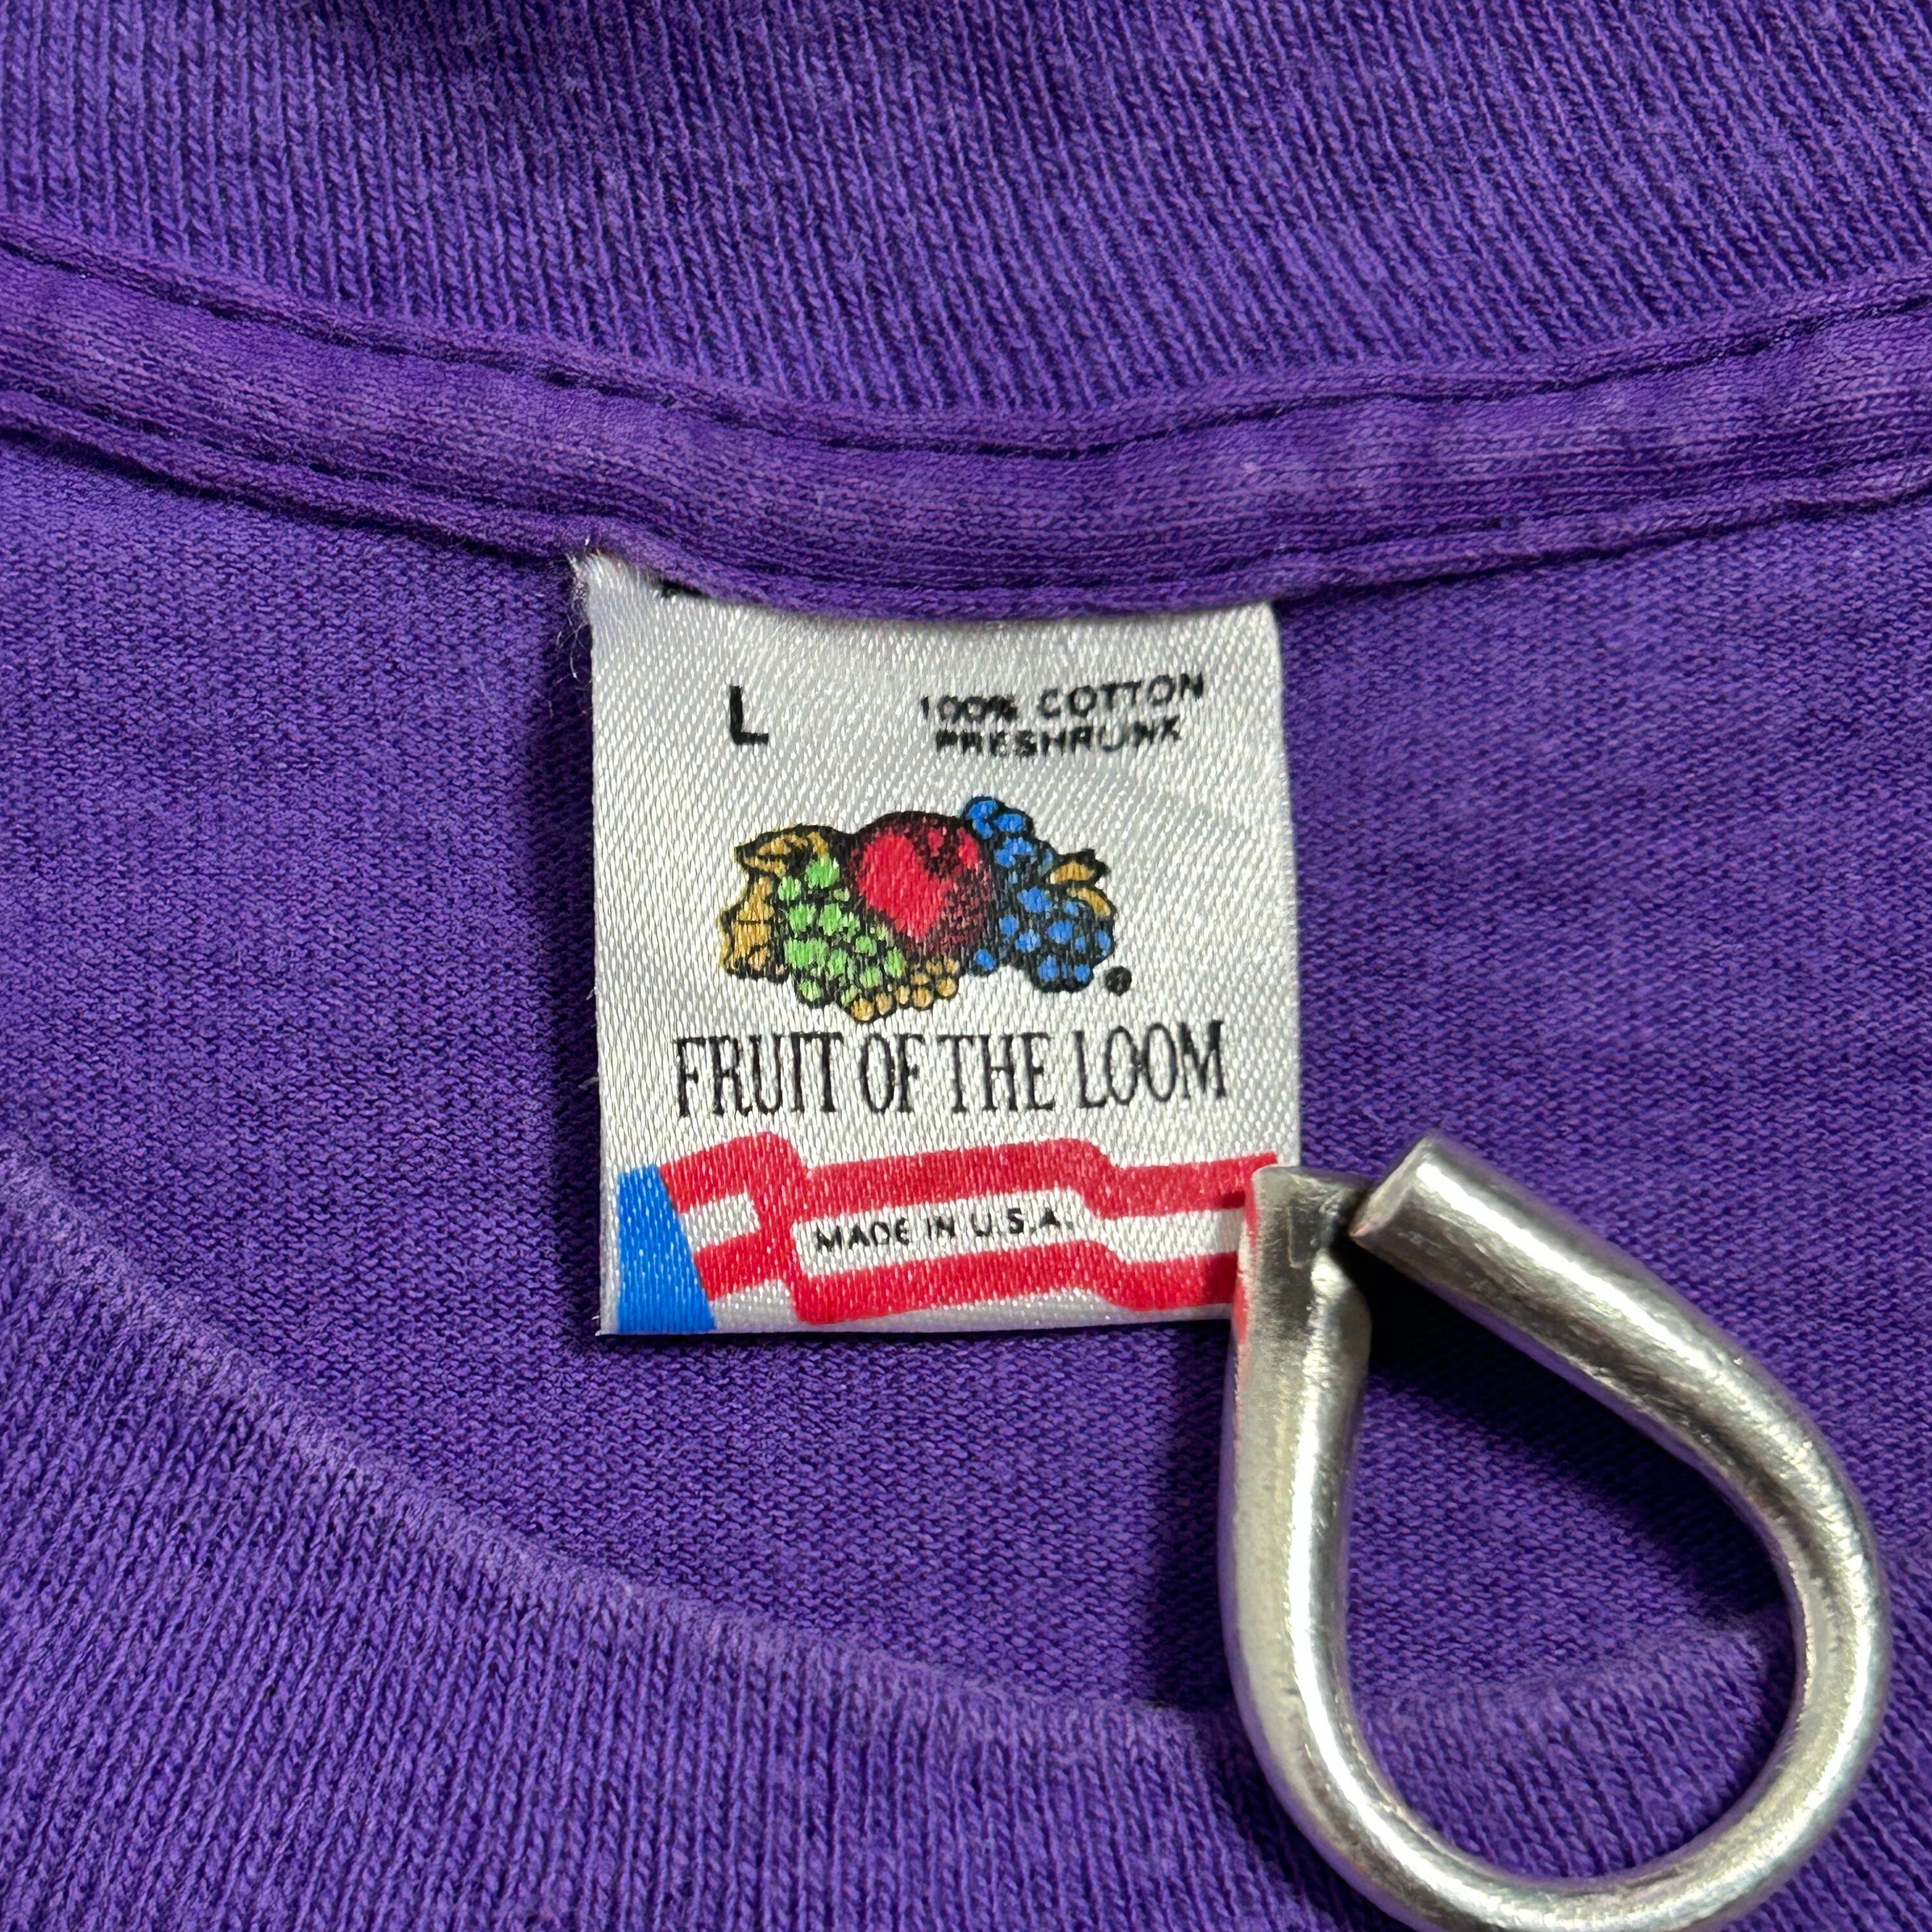 L
100% COTTON
PRESHRUNK
®
FRUIT OF THE LOOM
MADE IN U.S.A.